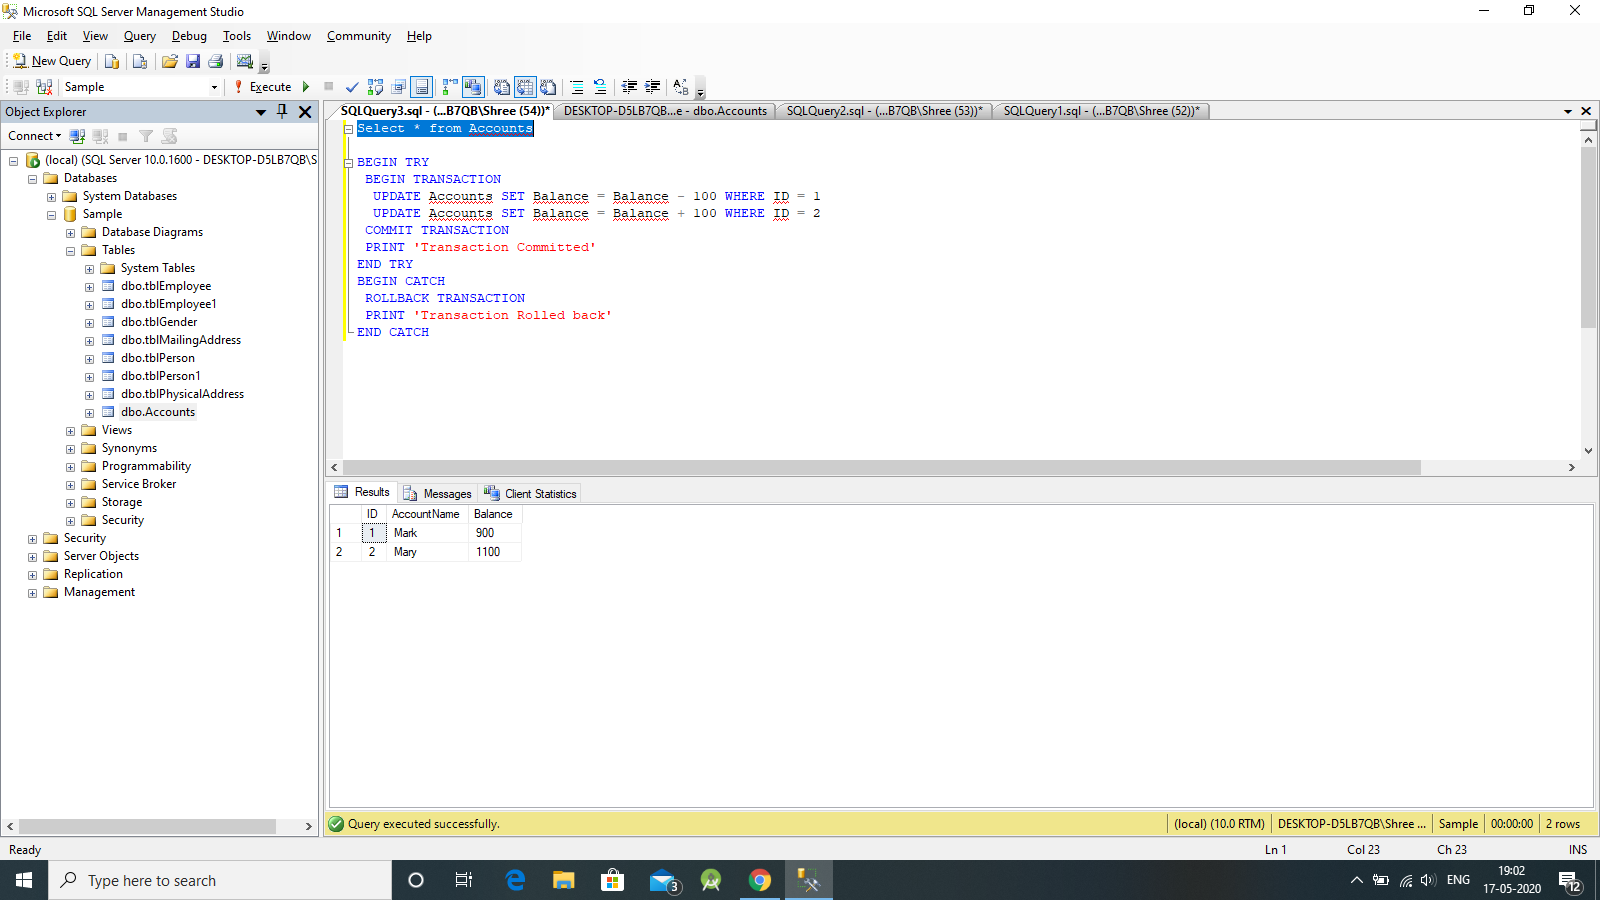 Microsoft SQL Server Management Studio
File Edit View Query Debug Tools Window Community Help
New Query
Sample Execute
Object Explorer
Connect
(local) (SQL Server 10.0.1600 - DESKTOP-D5LB7QB\S
Databases
System Databases
Sample
Database Diagrams
Tables
System Tables
dbo.tblEmployee
dbo.tblEmployee1
dbo.tblGender
dbo.tblMailingAddress
dbo.tblPerson
dbo.tblPerson1
dbo.tblPhysicalAddress
dbo.Accounts
Views
Synonyms
Programmability
Service Broker
Storage
Security
Security
Server Objects
Replication
Management
SQLQuery3.sql - (...B7QB\Shree (54))* DESKTOP-D5LB7QB...e - dbo.Accounts SQLQuery2.sql - (...B7QB\Shree (53))* SQLQuery1.sql - (...B7QB\Shree (52))*
Select * from Accounts
BEGIN TRY
BEGIN TRANSACTION
UPDATE Accounts SET Balance = Balance - 100 WHERE ID = 1
UPDATE Accounts SET Balance = Balance + 100 WHERE ID = 2
COMMIT TRANSACTION
PRINT 'Transaction Committed'
END TRY
BEGIN CATCH
ROLLBACK TRANSACTION
PRINT 'Transaction Rolled back'
END CATCH
Results Messages Client Statistics
ID AccountName Balance
1 1 Mark 900
2 2 Mary 1100
Query executed successfully. (local) (10.0 RTM) DESKTOP-D5LB7QB\Shree ... Sample 00:00:00 2 rows
Ready Ln 1 Col 23 Ch 23 INS
Type here to search 3 ENG 19:02 12
17-05-2020